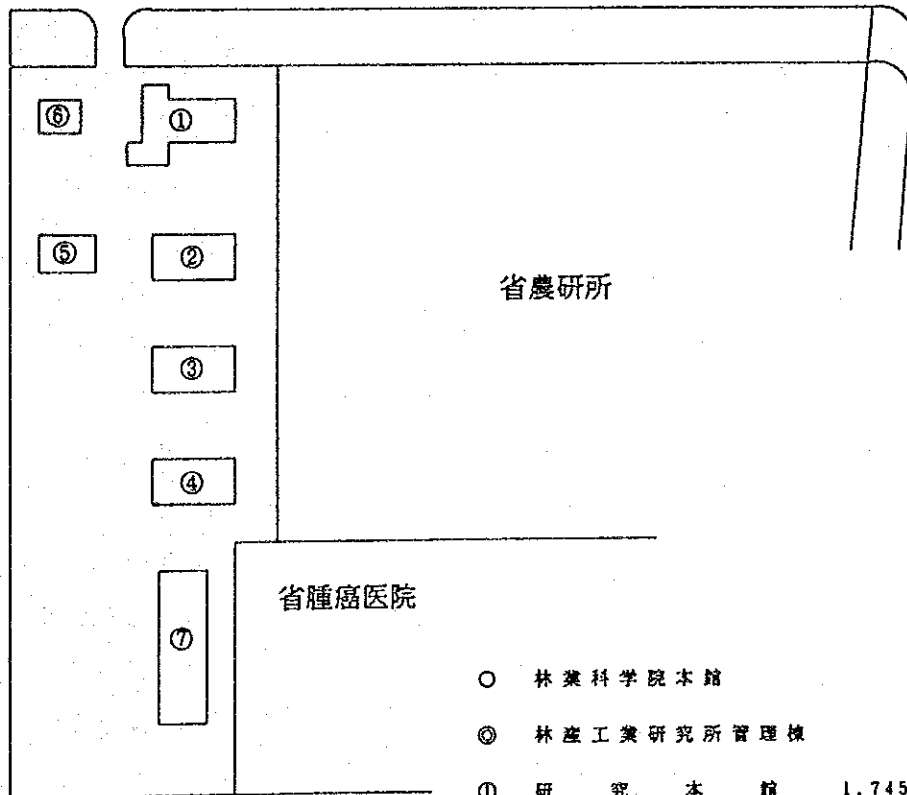 ⑥
①
⑤
②
省農研所
③
④
省腫瘍医院
⑦
○ 林業科学院本館
◎ 林産工業研究所管理棟
① 研究本館 1.745